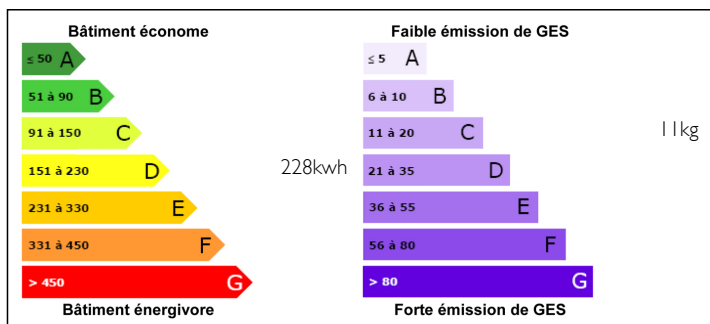 Bâtiment économe
≤ 50 A
51 à 90 B
91 à 150 C
151 à 230 D
231 à 330 E
331 à 450 F
> 450 G
Bâtiment énergivore
228kwh
Faible émission de GES
≤ 5 A
6 à 10 B
11 à 20 C
21 à 35 D
36 à 55 E
56 à 80 F
> 80 G
Forte émission de GES
11kg